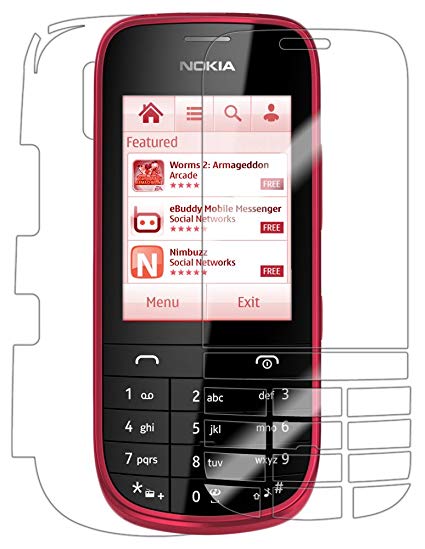 NOKIA
Featured
Worms 2: Armageddon
Arcade
FREE
eBuddy Mobile Messenger
Social Networks
FREE
Nimbuzz
Social Networks
FREE
N
Menu Exit
1 2 abc def 3
4 ghi 5 jkl mno 6
7 pqrs 8 tuv wxyz 9
* + 0 #